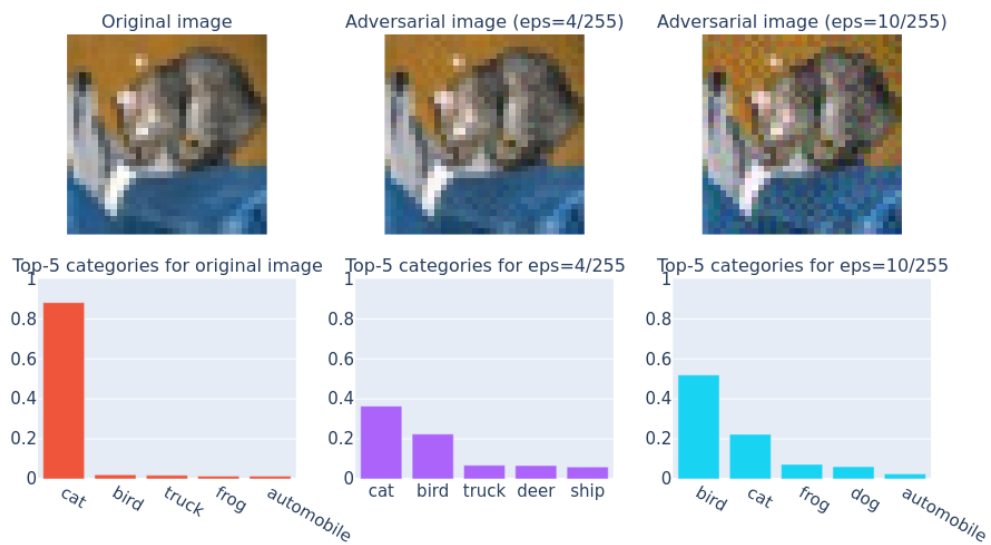 Original image
Adversarial image (eps=4/255)
Adversarial image (eps=10/255)
Top-5 categories for original image
1
0.8
0.6
0.4
0.2
0
cat
bird
truck
frog
automobile
Top-5 categories for eps=4/255
1
0.8
0.6
0.4
0.2
0
cat
bird
truck
deer
ship
Top-5 categories for eps=10/255
1
0.8
0.6
0.4
0.2
0
bird
cat
frog
dog
automobile